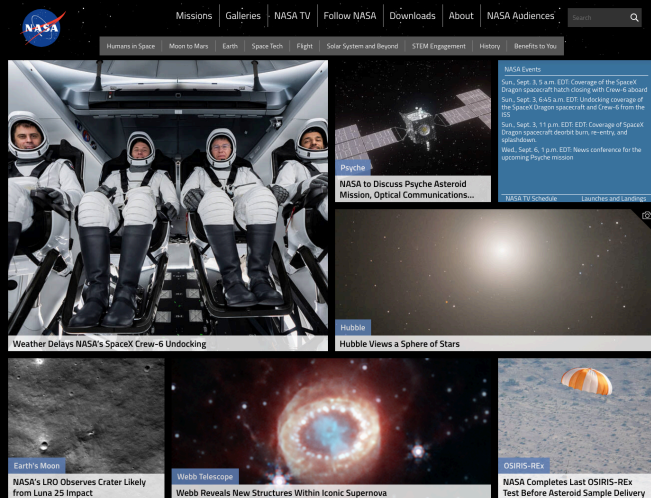 NASA
Missions
Galleries
NASA TV
Follow NASA
Downloads
About
NASA Audiences
Search
Humans in Space
Moon to Mars
Earth
Space Tech
Flight
Solar System and Beyond
STEM Engagement
History
Benefits to You
Weather Delays NASA's SpaceX Crew-6 Undocking
Psyche
NASA to Discuss Psyche Asteroid
Mission, Optical Communications...
NASA Events
Sun., Sept. 3, 5 a.m. EDT: Coverage of the SpaceX
Dragon spacecraft hatch closing with Crew-6 aboard
Sun., Sept. 3, 6:45 a.m. EDT: Undocking coverage of
the SpaceX Dragon spacecraft and Crew-6 from the
ISS
Sun., Sept. 3, 11 p.m. EDT: EDT: Coverage of SpaceX
Dragon spacecraft deorbit burn, re-entry, and
splashdown.
Wed., Sept. 6, 1 p.m. EDT: News conference for the
upcoming Psyche mission
NASA TV Schedule
Launches and Landings
Hubble
Hubble Views a Sphere of Stars
Earth's Moon
NASA's LRO Observes Crater Likely
from Luna 25 Impact
Webb Telescope
Webb Reveals New Structures Within Iconic Supernova
OSIRIS-REx
NASA Completes Last OSIRIS-REx
Test Before Asteroid Sample Delivery